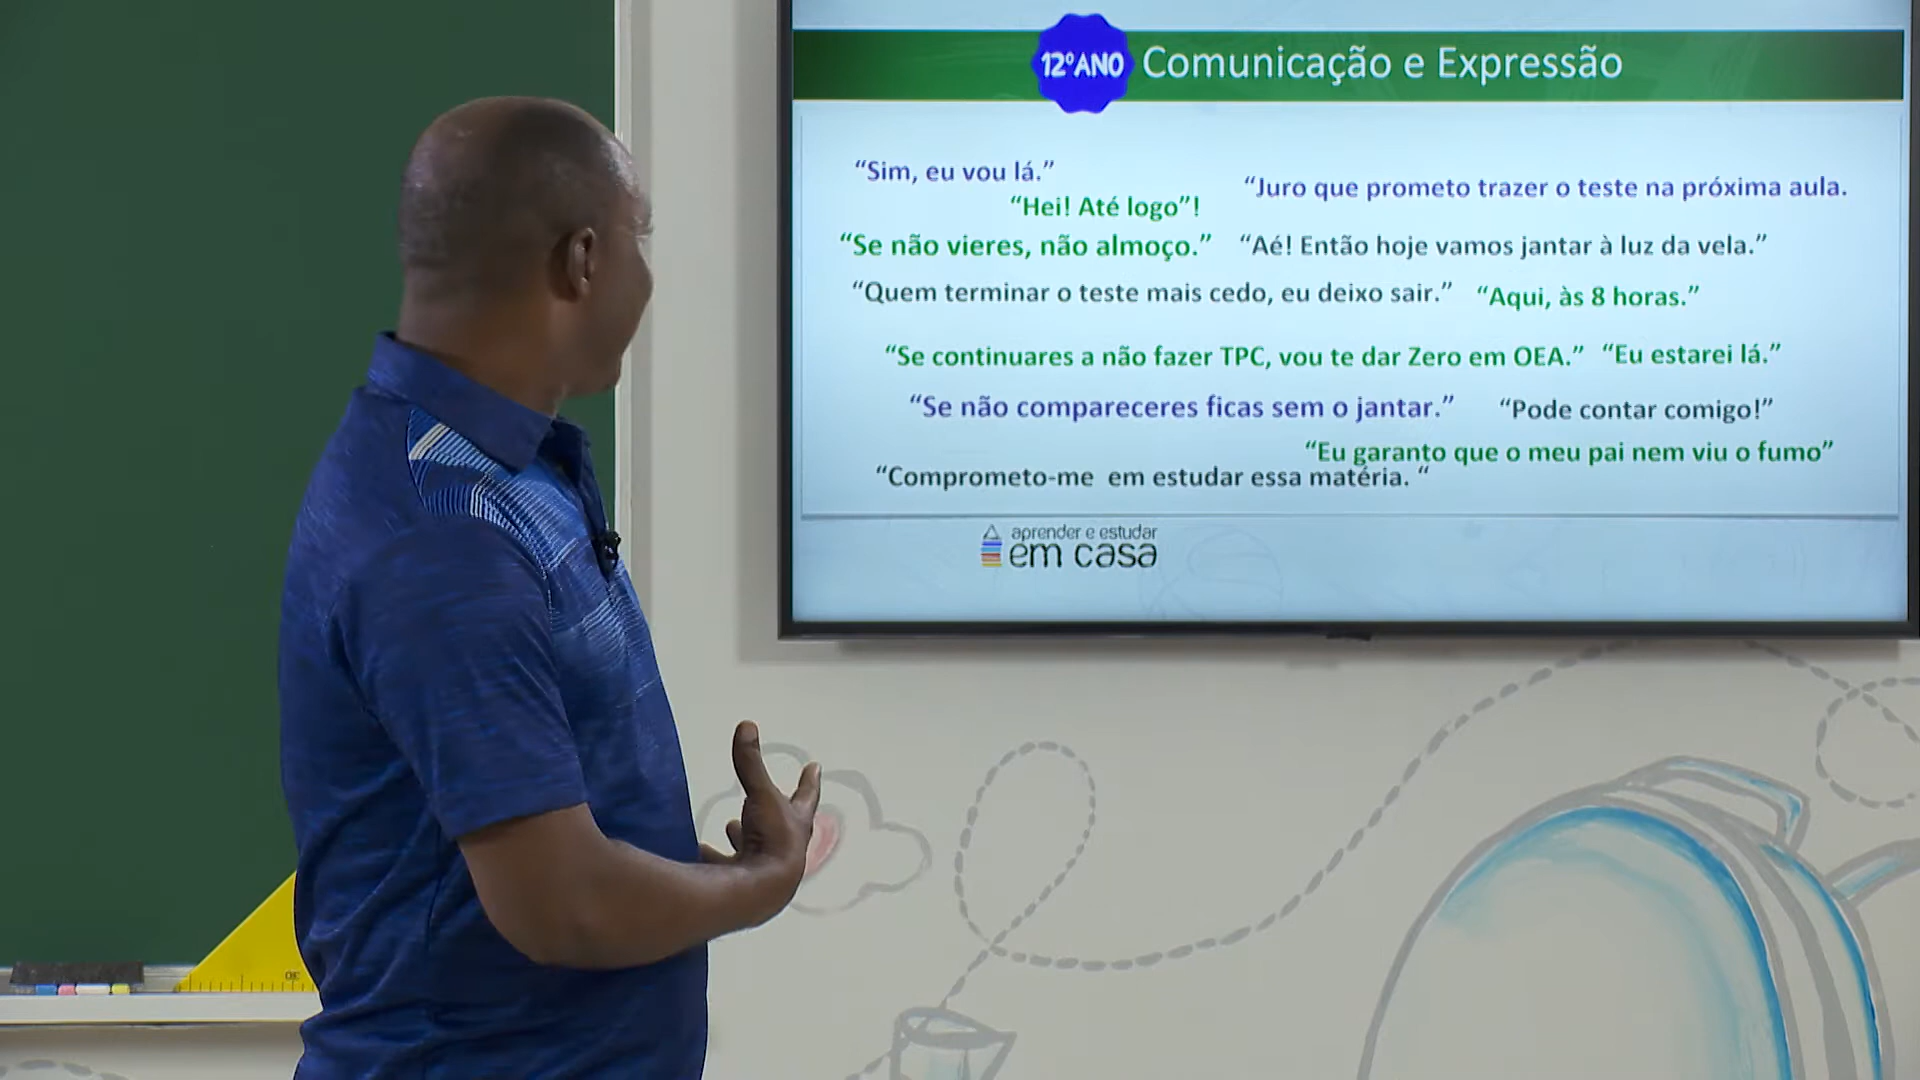 12ºANO Comunicação e Expressão
“Sim, eu vou lá.”
“Juro que prometo trazer o teste na próxima aula.
“Hei! Até logo”!
“Se não vieres, não almoço.” “Aé! Então hoje vamos jantar à luz da vela.”
“Quem terminar o teste mais cedo, eu deixo sair.” “Aqui, às 8 horas.”
“Se continuares a não fazer TPC, vou te dar Zero em OEA.” “Eu estarei lá.”
“Se não compareceres ficas sem o jantar.” “Pode contar comigo!”
“Eu garanto que o meu pai nem viu o fumo”
“Comprometo-me em estudar essa matéria. “
aprender e estudar
em casa